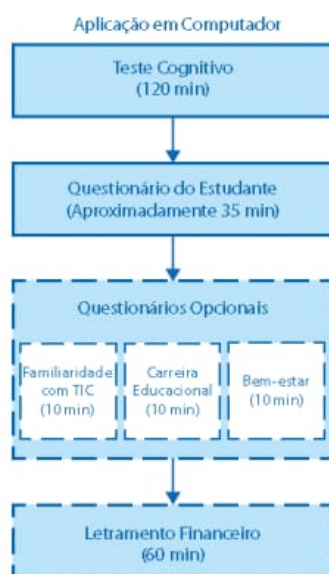 Aplicação em Computador
Teste Cognitivo
(120 min)
Questionário do Estudante
(Aproximadamente 35 min)
Questionários Opcionais
Familiaridade
com TIC
(10 min)
Carreira
Educacional
(10 min)
Bem-estar
(10 min)
Letramento Financeiro
(60 min)